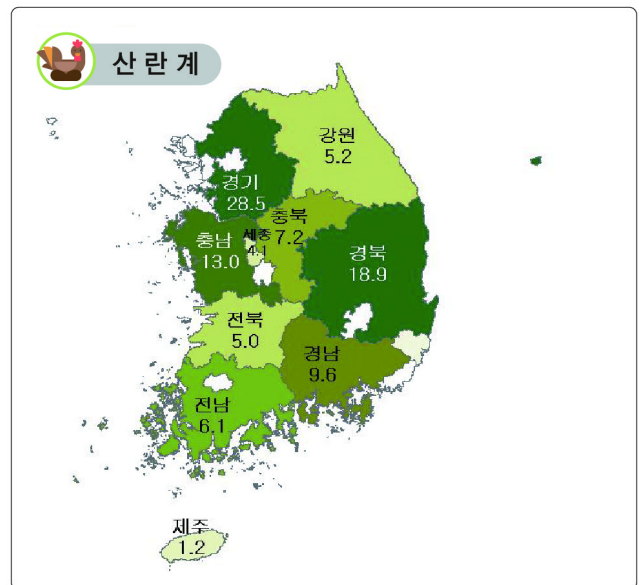 산란계
강원
5.2
경기
28.5
충북
7.2
세종
4.1
충남
13.0
경북
18.9
전북
5.0
경남
9.6
전남
6.1
제주
1.2